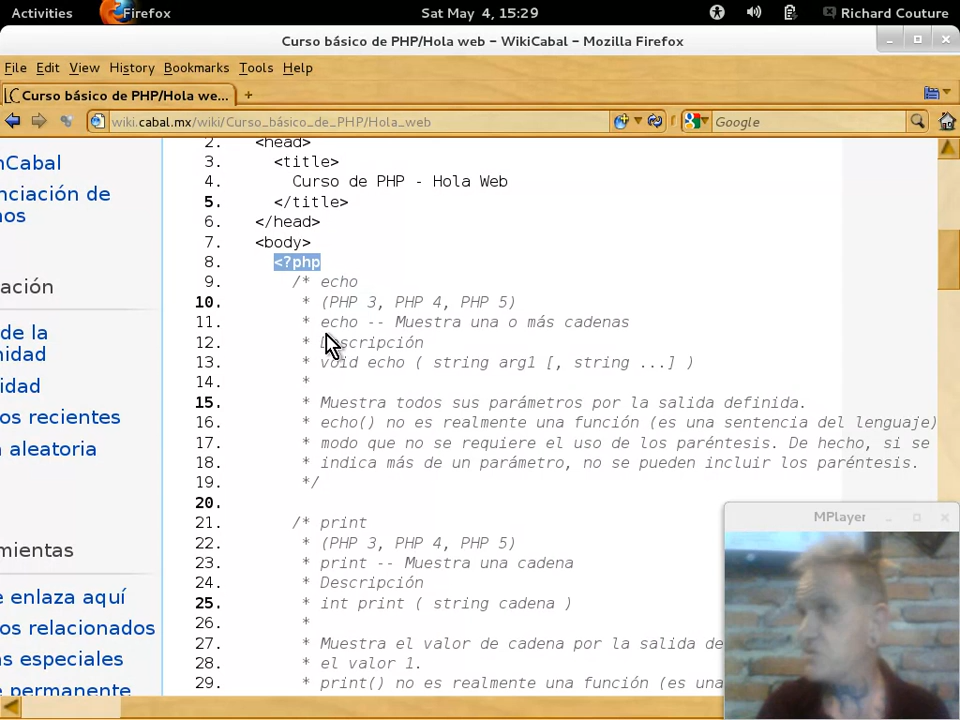 Activities Firefox Sat May 4, 15:29 Richard Couture
Curso básico de PHP/Hola web - WikiCabal - Mozilla Firefox
File Edit View History Bookmarks Tools Help
Curso básico de PHP/Hola we... +
wiki.cabal.mx/wiki/Curso_básico_de_PHP/Hola_web Google
nCabal
nciación de
nos
ación
de la
nidad
idad
os recientes
a aleatoria
mientas
e enlaza aquí
os relacionados
as especiales
e permanente
2. <head>
3. <title>
4. Curso de PHP - Hola Web
5. </title>
6. </head>
7. <body>
8. <?php
9. /* echo
10. * (PHP 3, PHP 4, PHP 5)
11. * echo -- Muestra una o más cadenas
12. * Descripción
13. * void echo ( string arg1 [, string ...] )
14. *
15. * Muestra todos sus parámetros por la salida definida.
16. * echo() no es realmente una función (es una sentencia del lenguaje)
17. * modo que no se requiere el uso de los paréntesis. De hecho, si se
18. * indica más de un parámetro, no se pueden incluir los paréntesis.
19. */
20.
21. /* print
22. * (PHP 3, PHP 4, PHP 5)
23. * print -- Muestra una cadena
24. * Descripción
25. * int print ( string cadena )
26. *
27. * Muestra el valor de cadena por la salida de
28. * el valor 1.
29. * print() no es realmente una función (es una
MPlayer